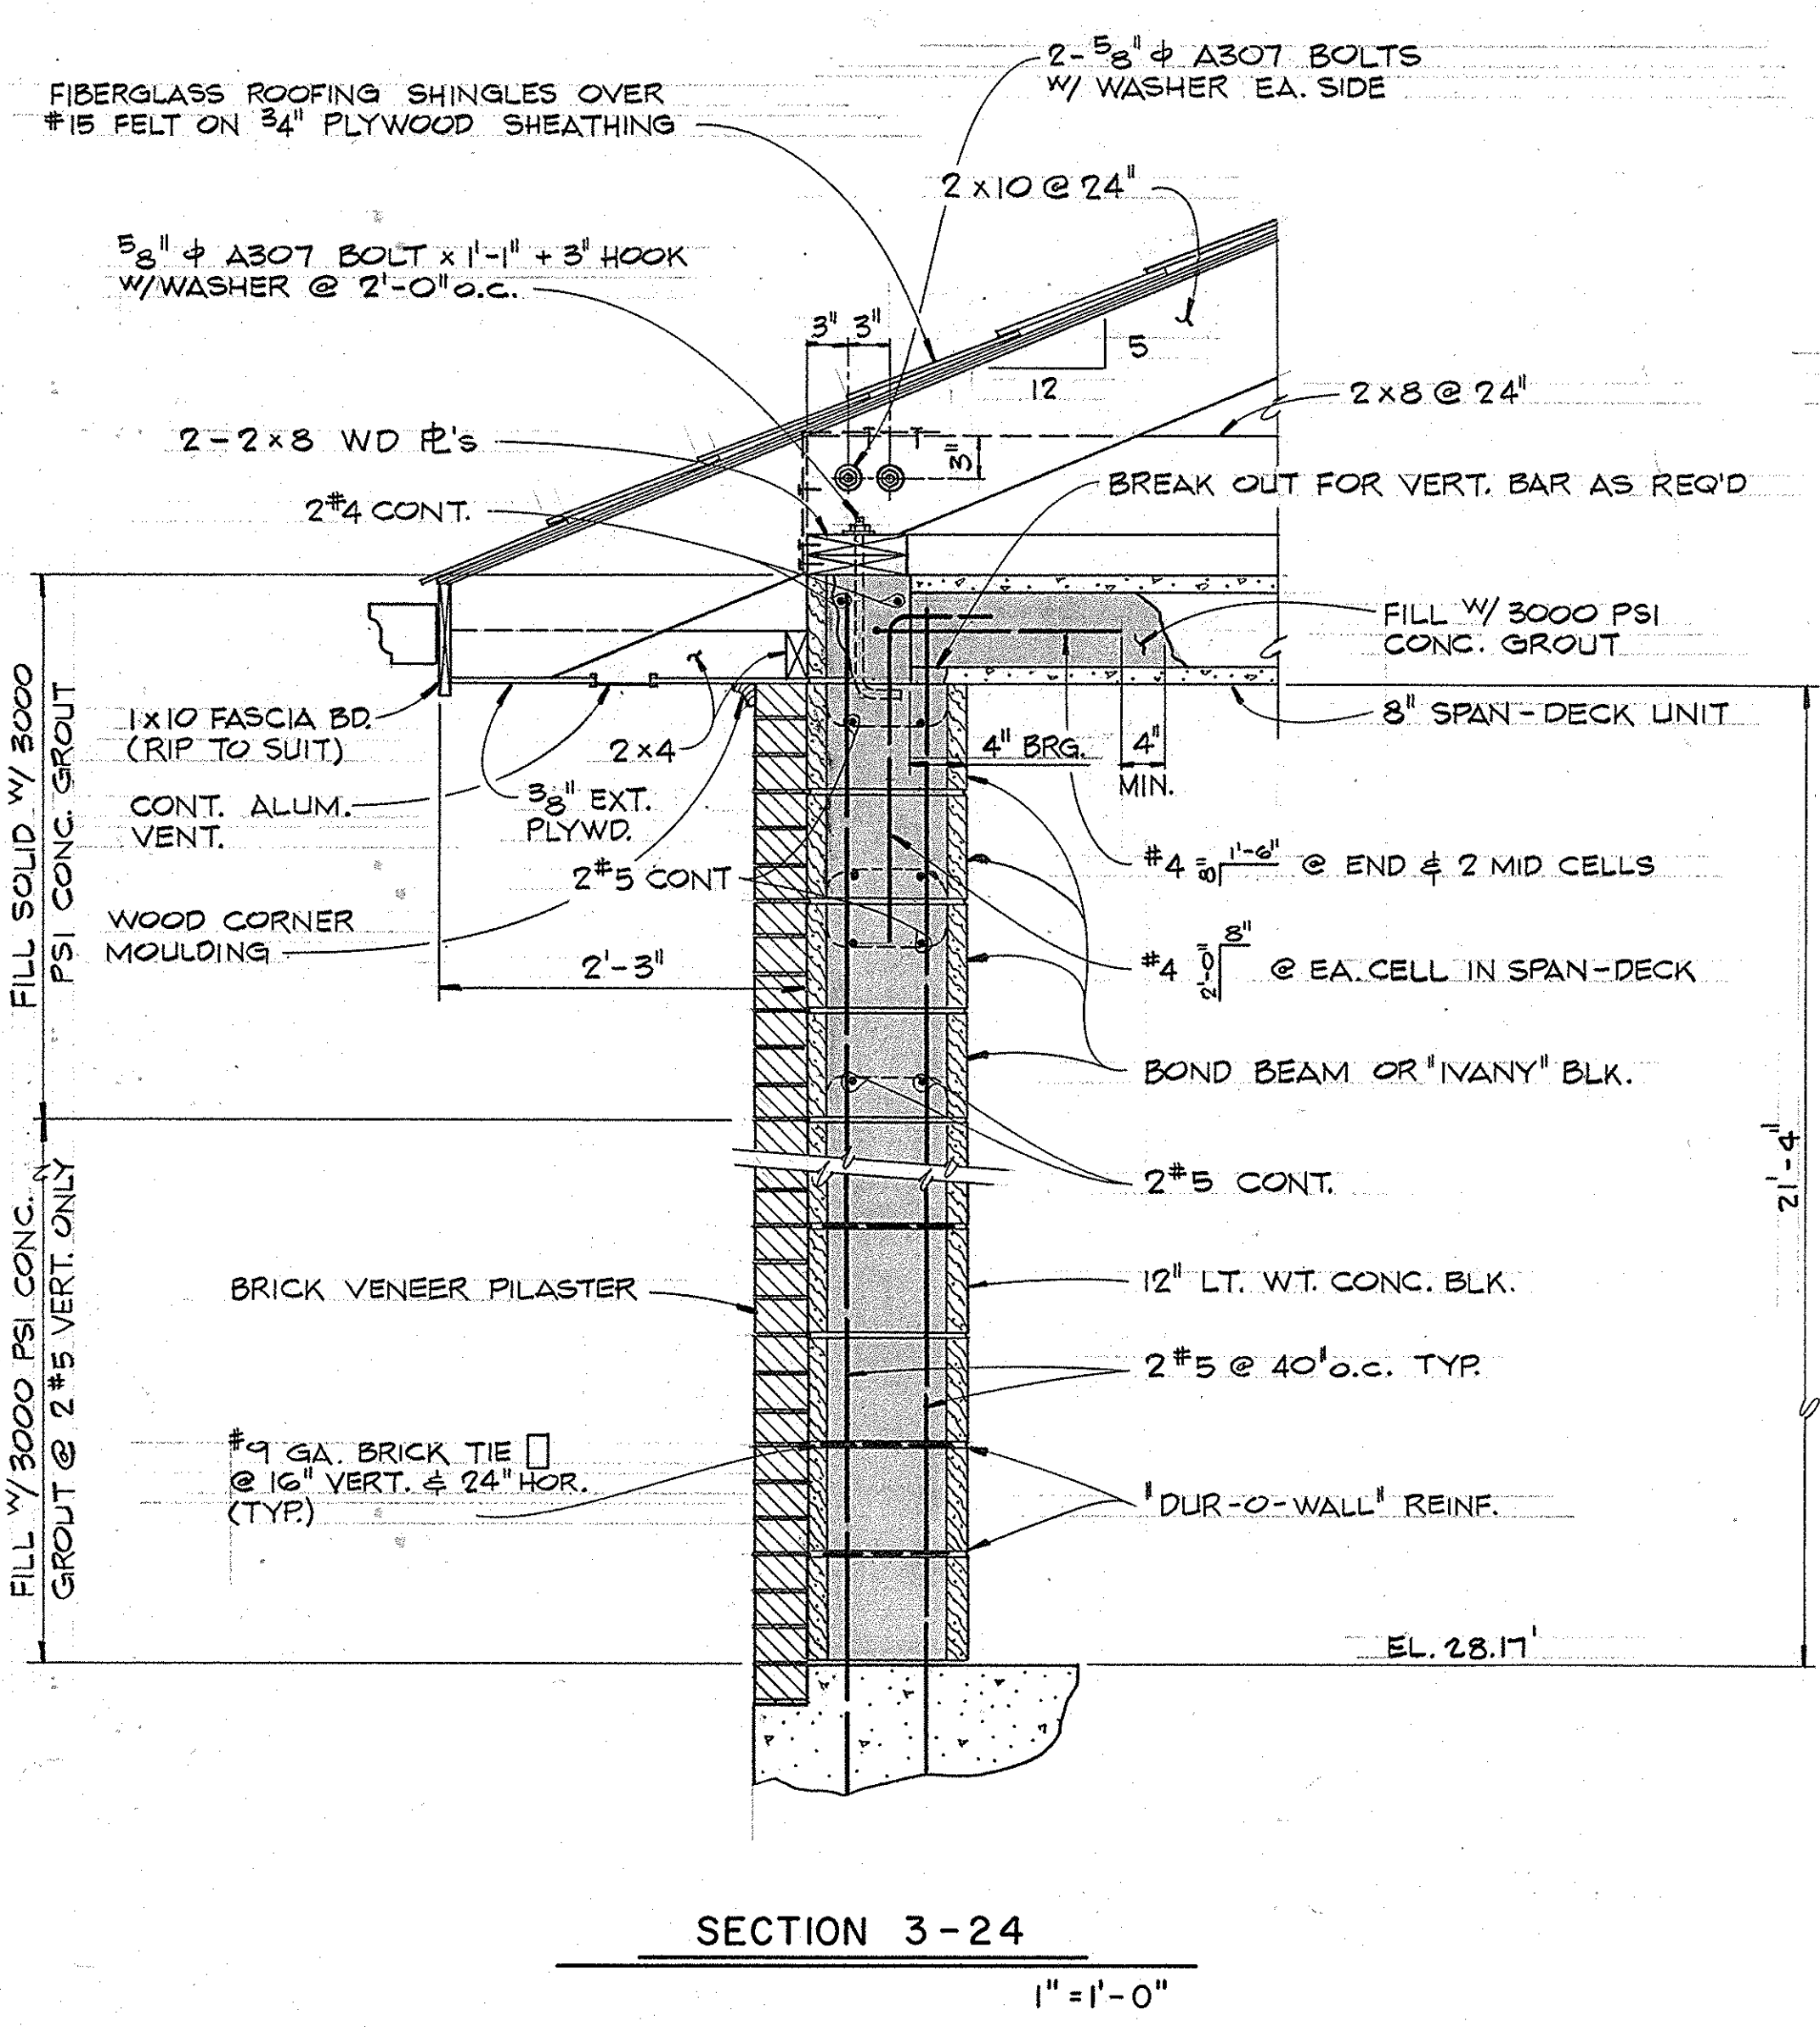 2-5/8" ϕ A307 BOLTS
W/ WASHER EA. SIDE
FIBERGLASS ROOFING SHINGLES OVER
#15 FELT ON 3/4" PLYWOOD SHEATHING
2 x 10 @ 24"
5/8" ϕ A307 BOLT x 1'-1" + 3" HOOK
W/WASHER @ 2'-0" o.c.
3" 3"
5
12
2 x 8 @ 24"
2-2x8 WD PL's
3"
BREAK OUT FOR VERT. BAR AS REQ'D
2#4 CONT.
FILL W/ 3000 PSI
CONC. GROUT
FILL SOLID W/ 3000
PSI CONC. GROUT
1x10 FASCIA BD.
(RIP TO SUIT)
2x4
8" SPAN-DECK UNIT
4" BRG.
4"
MIN.
CONT. ALUM.
VENT.
3/8" EXT.
PLYWD.
2#5 CONT
#4 8" 1'-6" @ END & 2 MID CELLS
WOOD CORNER
MOULDING
2'-3"
#4 2'-0" 8" @ EA. CELL IN SPAN-DECK
BOND BEAM OR "IVANY" BLK.
21'-4"
2#5 CONT.
FILL W/3000 PSI CONC.
GROUT @ 2#5 VERT. ONLY
BRICK VENEER PILASTER
12" LT. WT. CONC. BLK.
2 #5 @ 40" o.c. TYP.
#9 GA. BRICK TIE
@ 16" VERT. & 24" HOR.
(TYP.)
"DUR-O-WALL" REINF.
EL. 28.17'
SECTION 3-24
1" = 1'-0"